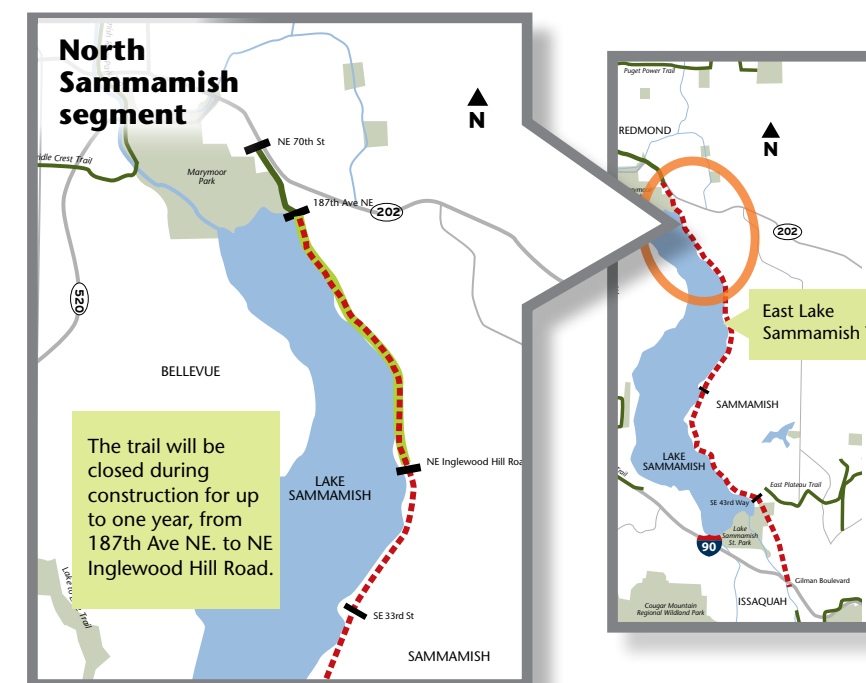 North
Sammamish
segment
N
NE 70th St
Crest Trail
Marymoor
Park
187th Ave NE
202
520
BELLEVUE
The trail will be
closed during
construction for up
to one year, from
187th Ave NE. to NE
Inglewood Hill Road.
LAKE
SAMMAMISH
NE Inglewood Hill Roa
SE 33rd St
SAMMAMISH
Trail
Puget Power Trail
REDMOND
N
202
East Lake
Sammamish
SAMMAMISH
LAKE
SAMMAMISH
East Plateau Trail
SE 43rd Way
Lake
Sammamish
St. Park
90
Gilman Boulevard
ISSAQUAH
Cougar Mountain
Regional Wildland Park